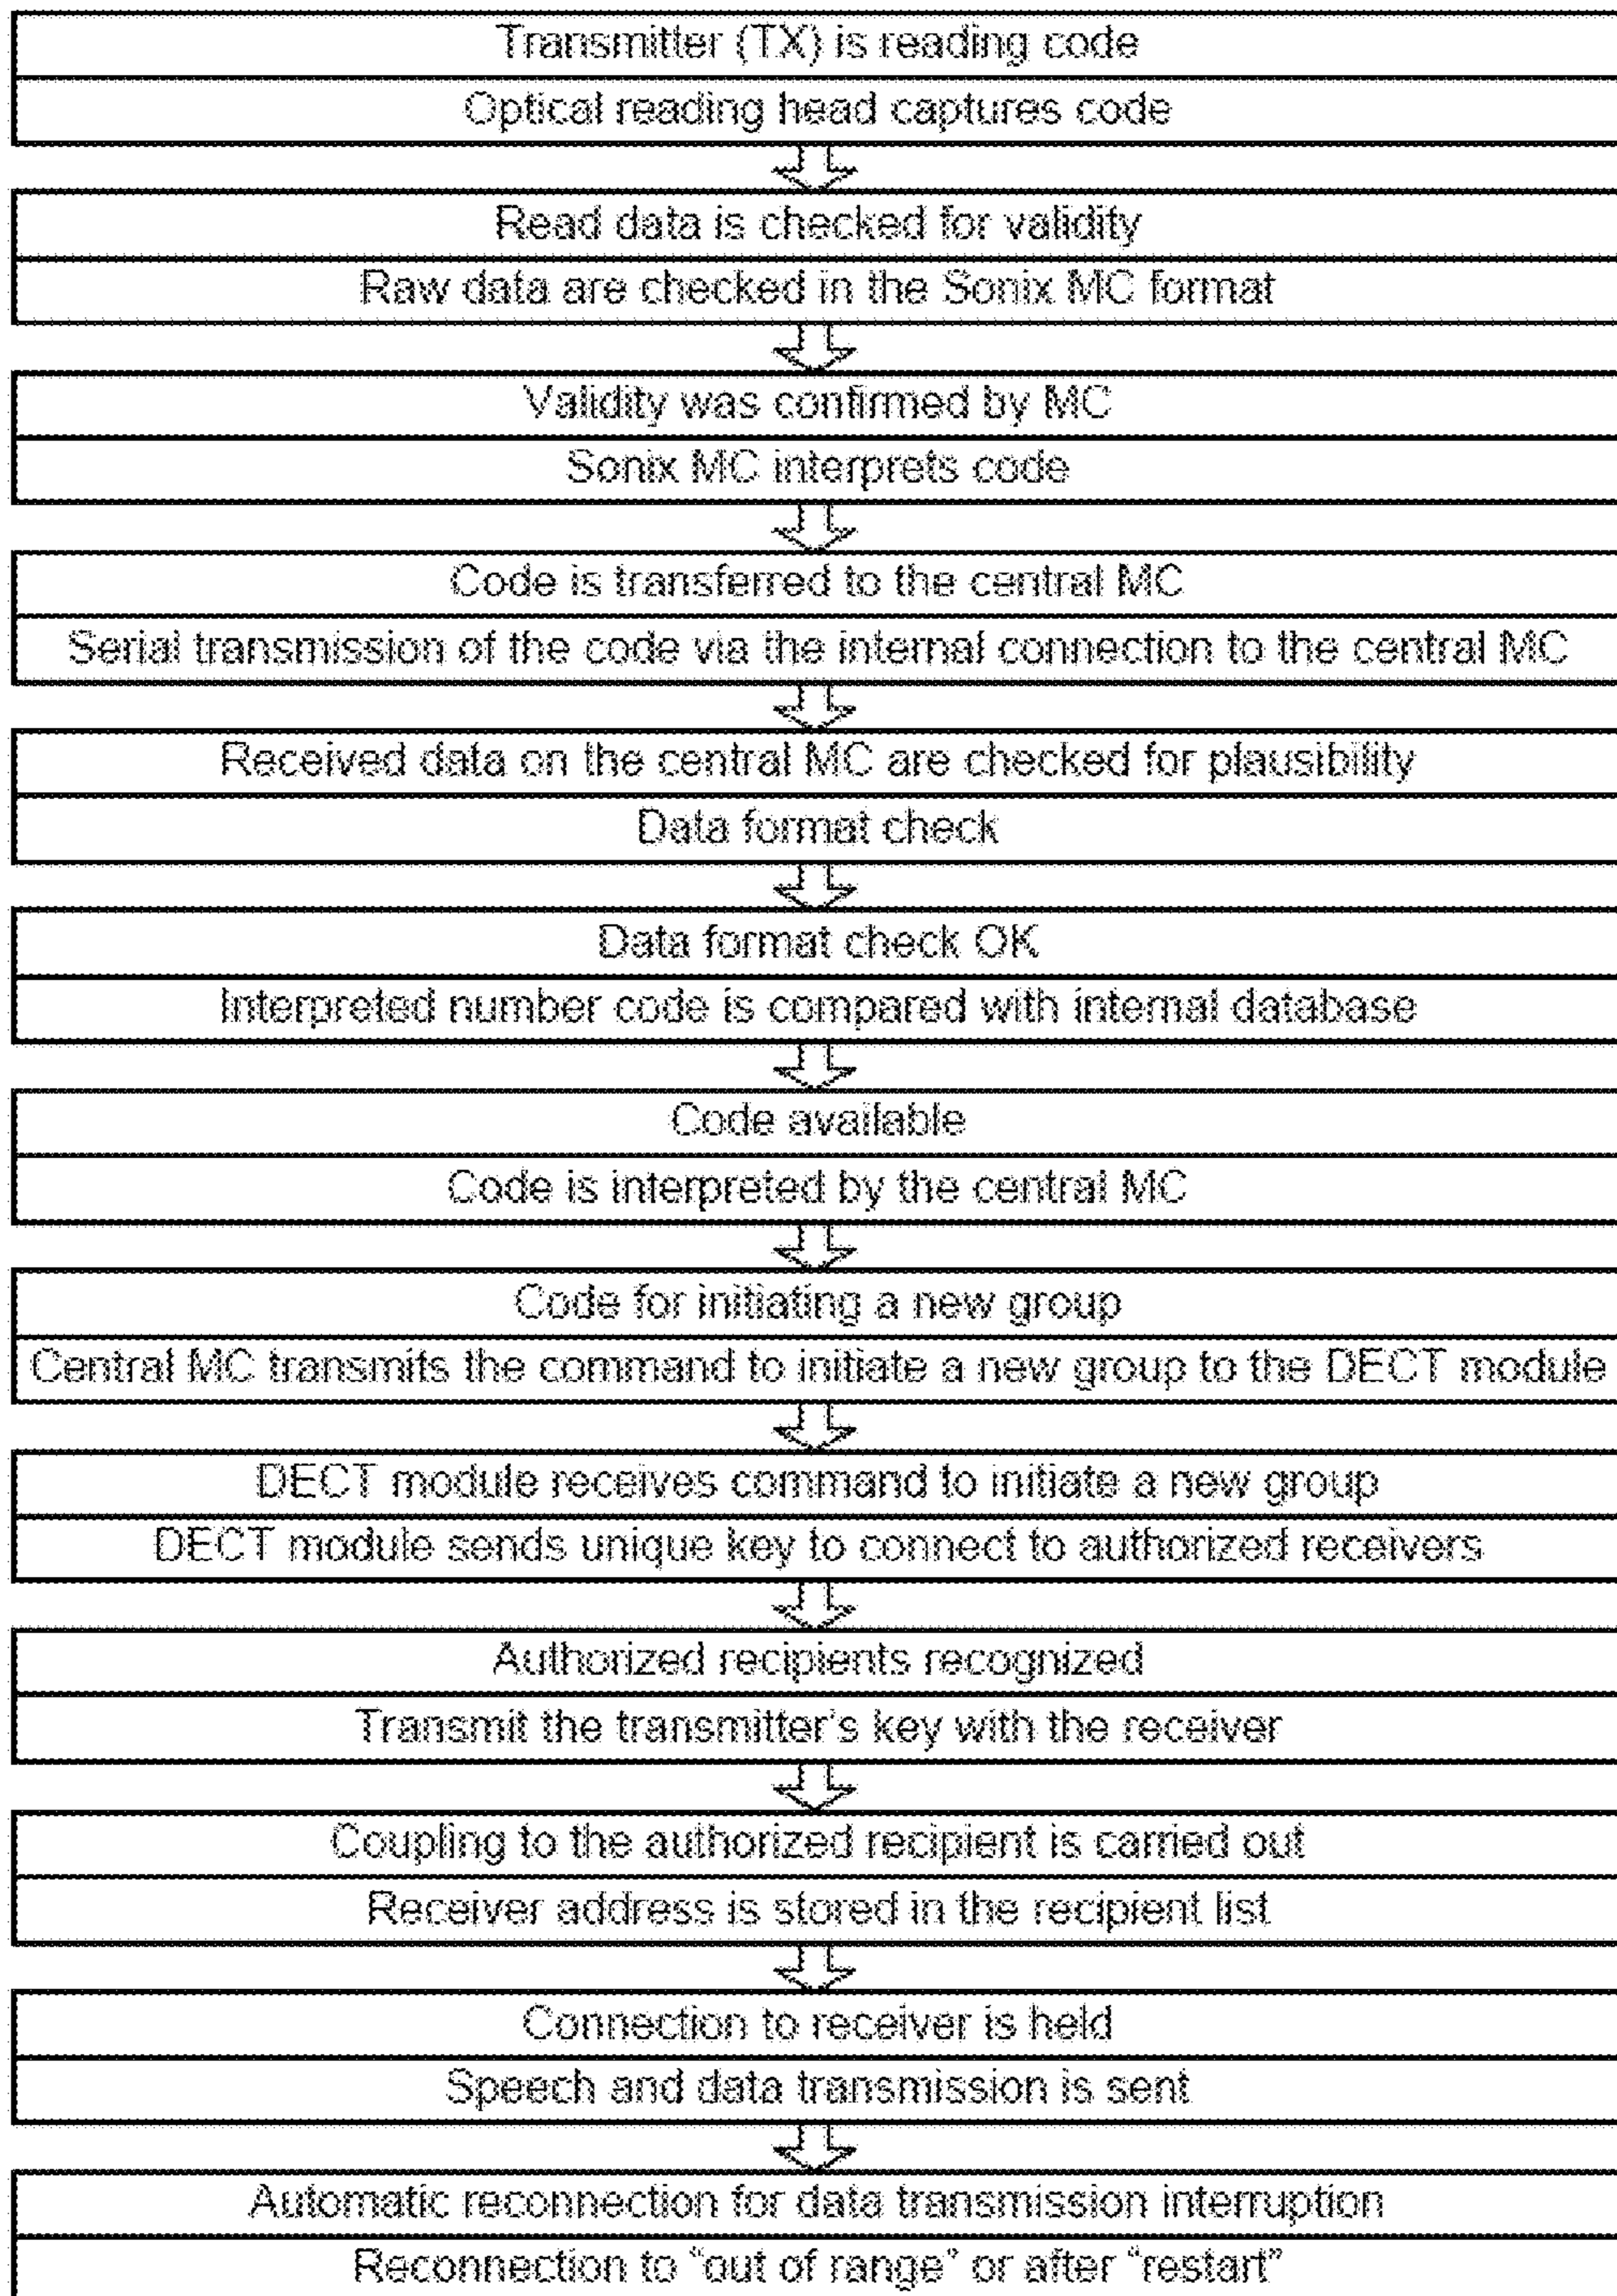 Transmitter (TX) is reading code
Optical reading head captures code
Read data is checked for validity
Raw data are checked in the Sonix MC format
Validity was confirmed by MC
Sonix MC interprets code
Code is transferred to the central MC
Serial transmission of the code via the internal connection to the central MC
Received data on the central MC are checked for plausibility
Data format check
Data format check OK
Interpreted number code is compared with internal database
Code available
Code is interpreted by the central MC
Code for initiating a new group
Central MC transmits the command to initiate a new group to the DECT module
DECT module receives command to initiate a new group
DECT module sends unique key to connect to authorized receivers
Authorized recipients recognized
Transmit the transmitter's key with the receiver
Coupling to the authorized recipient is carried out
Receiver address is stored in the recipient list
Connection to receiver is held
Speech and data transmission is sent
Automatic reconnection for data transmission interruption
Reconnection to "out of range" or after "restart"